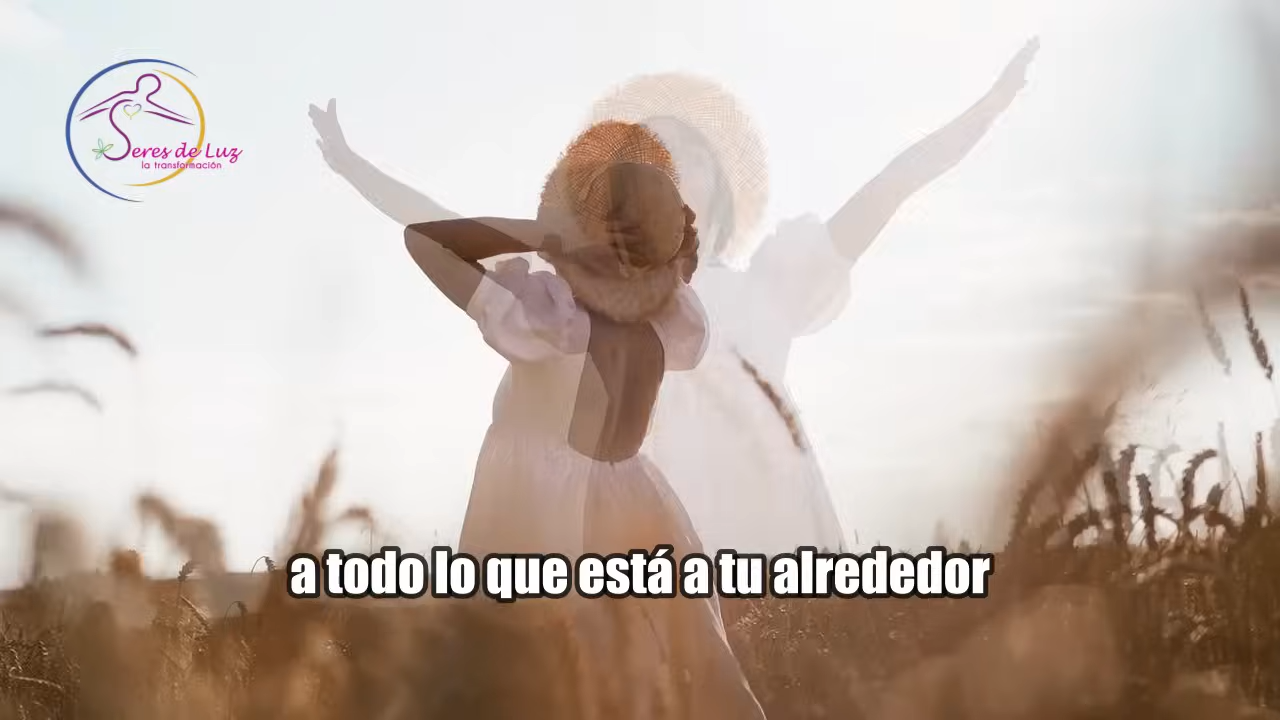 Seres de Luz
la transformación
a todo lo que está a tu alrededor